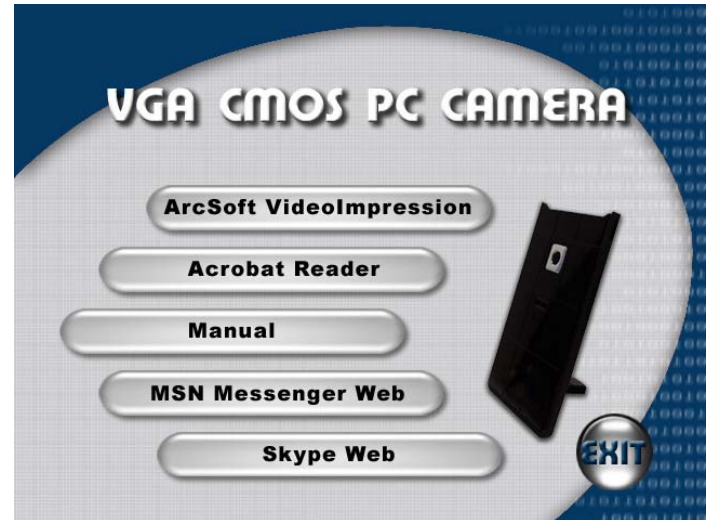 VGA CMOS PC CAMERA
ArcSoft VideoImpression
Acrobat Reader
Manual
MSN Messenger Web
Skype Web
EXIT